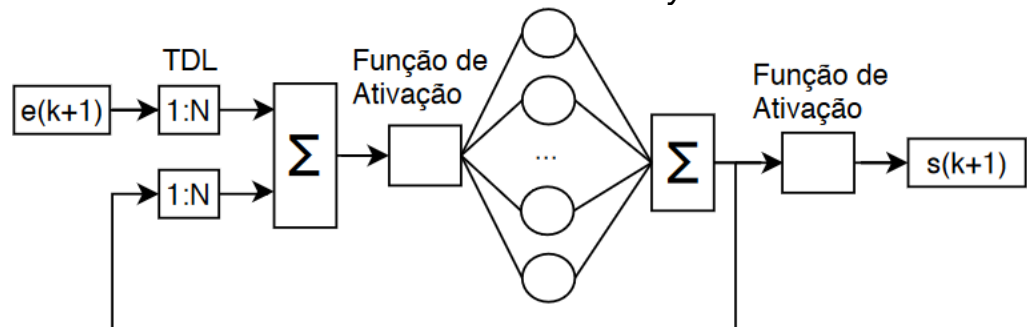 TDL
Função de
Ativação
Função de
Ativação
e(k+1)
1:N
Σ
...
Σ
s(k+1)
1:N